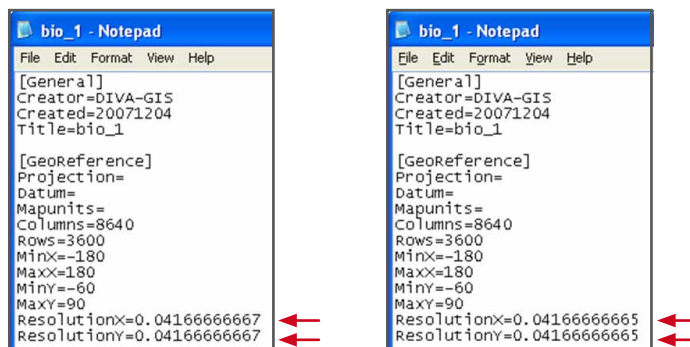 bio_1 - Notepad
File Edit Format View Help
[General]
Creator=DIVA-GIS
Created=20071204
Title=bio_1
[GeoReference]
Projection=
Datum=
Mapunits=
Columns=8640
Rows=3600
MinX=-180
MaxX=180
MinY=-60
MaxY=90
ResolutionX=0.04166666667
ResolutionY=0.04166666667
bio_1 - Notepad
File Edit Format View Help
[General]
Creator=DIVA-GIS
Created=20071204
Title=bio_1
[GeoReference]
Projection=
Datum=
Mapunits=
Columns=8640
Rows=3600
MinX=-180
MaxX=180
MinY=-60
MaxY=90
ResolutionX=0.04166666665
ResolutionY=0.04166666665